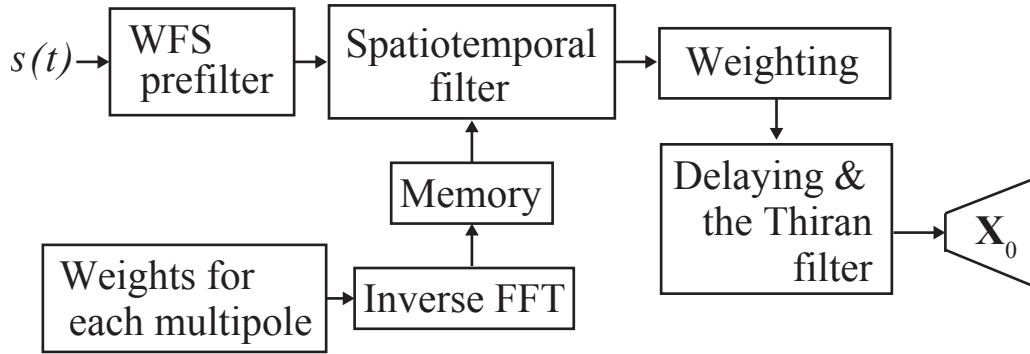 s(t)
WFS
prefilter
Spatiotemporal
filter
Weighting
Delaying &
the Thiran
filter
X₀
Memory
Weights for
each multipole
Inverse FFT